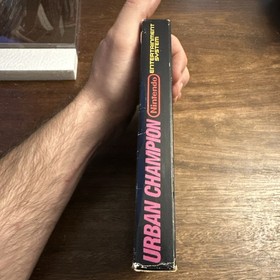 URBAN CHAMPION
Nintendo
ENTERTAINMENT
SYSTEM